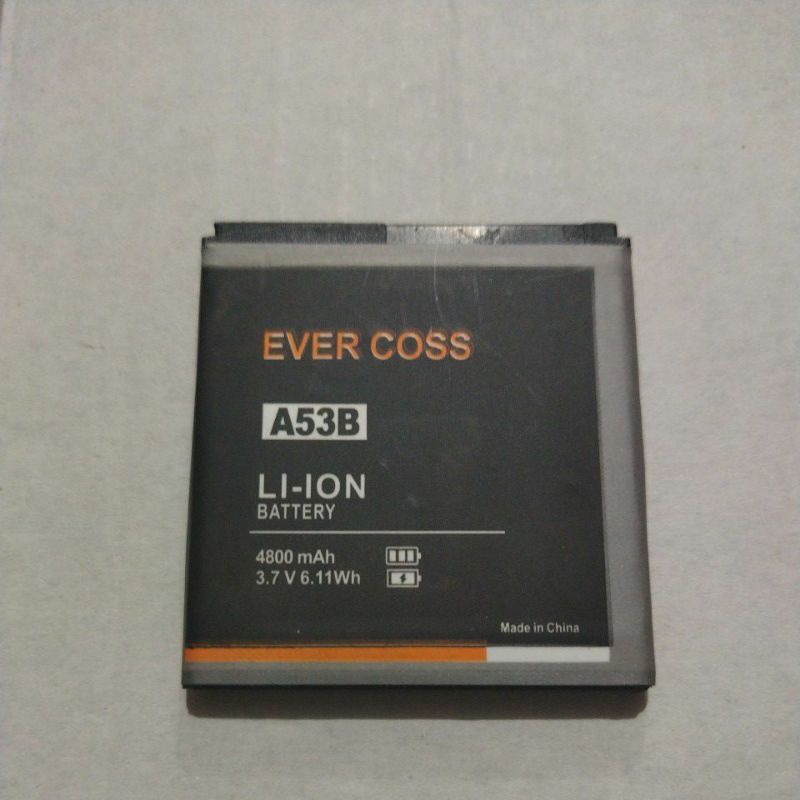 EVER COSS
A53B
LI-ION
BATTERY
4800 mAh
3.7 V 6.11Wh
Made in China